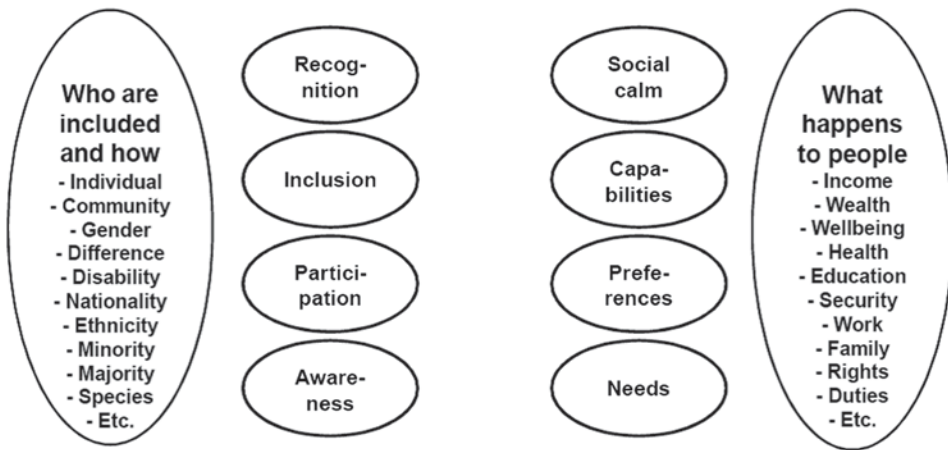 Who are
included
and how
- Individual
- Community
- Gender
- Difference
- Disability
- Nationality
- Ethnicity
- Minority
- Majority
- Species
- Etc.
Recog-
nition
Inclusion
Partici-
pation
Aware-
ness
Social
calm
Capa-
bilities
Prefe-
rences
Needs
What
happens
to people
- Income
- Wealth
- Wellbeing
- Health
- Education
- Security
- Work
- Family
- Rights
- Duties
- Etc.